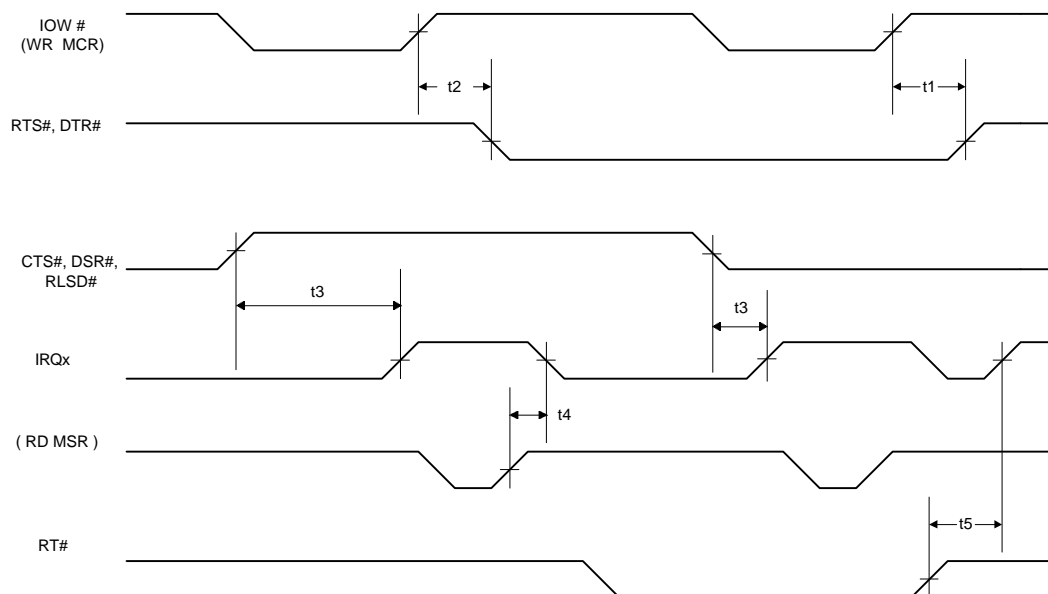 IOW #
(WR MCR)
t2
t1
RTS#, DTR#
CTS#, DSR#,
RLSD#
t3
t3
IRQx
t4
( RD MSR )
t5
RT#